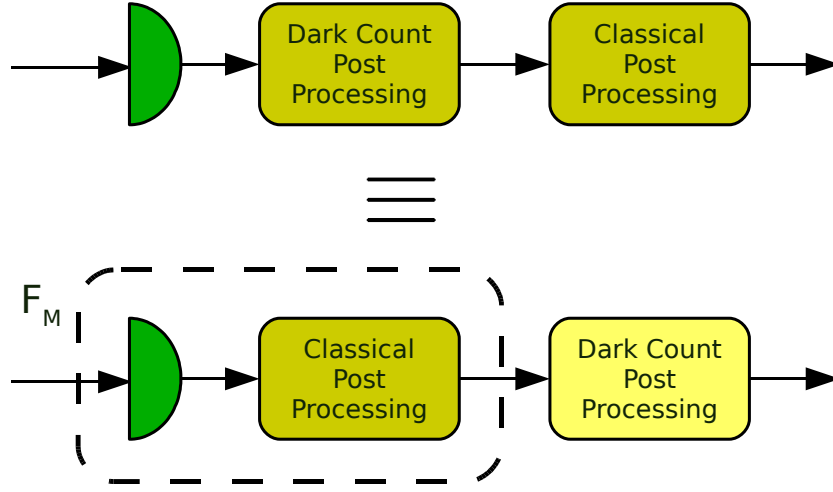 Dark Count
Post
Processing
Classical
Post
Processing
F_M
Classical
Post
Processing
Dark Count
Post
Processing